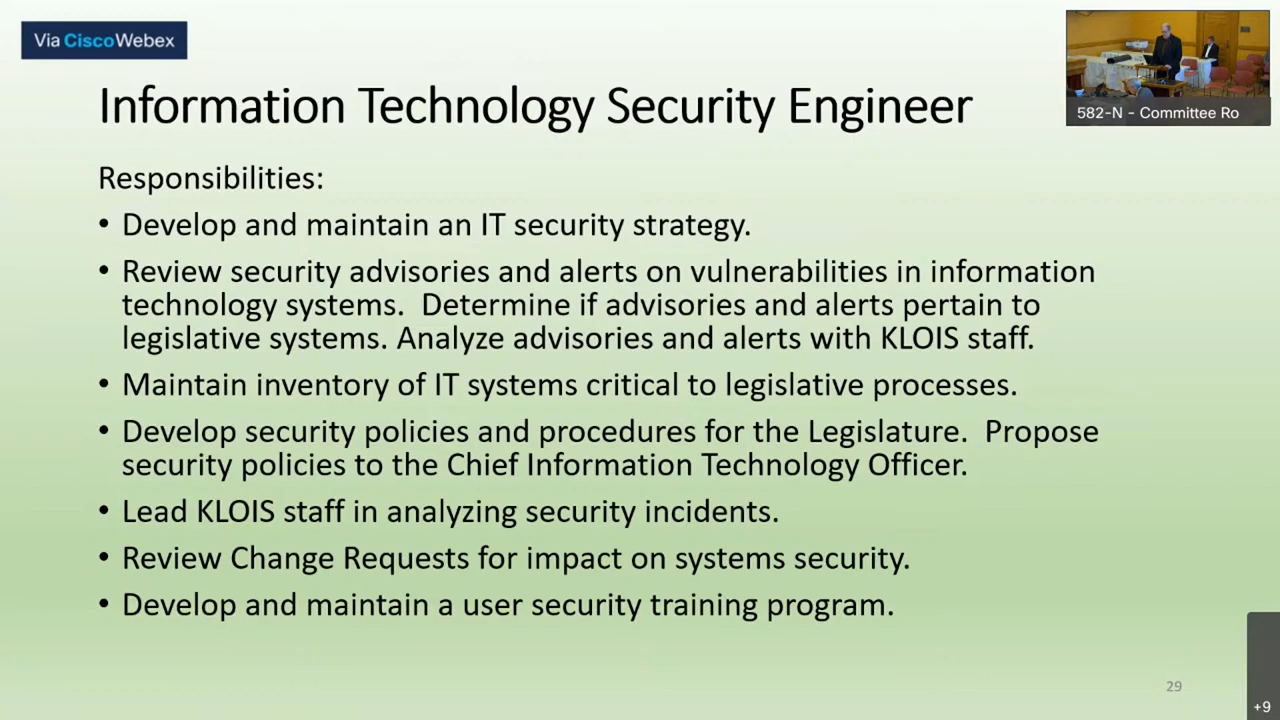 Via CiscoWebex
582-N - Committee Ro
Information Technology Security Engineer
Responsibilities:
• Develop and maintain an IT security strategy.
• Review security advisories and alerts on vulnerabilities in information
technology systems.  Determine if advisories and alerts pertain to
legislative systems. Analyze advisories and alerts with KLOIS staff.
• Maintain inventory of IT systems critical to legislative processes.
• Develop security policies and procedures for the Legislature.  Propose
security policies to the Chief Information Technology Officer.
• Lead KLOIS staff in analyzing security incidents.
• Review Change Requests for impact on systems security.
• Develop and maintain a user security training program.
29
+9